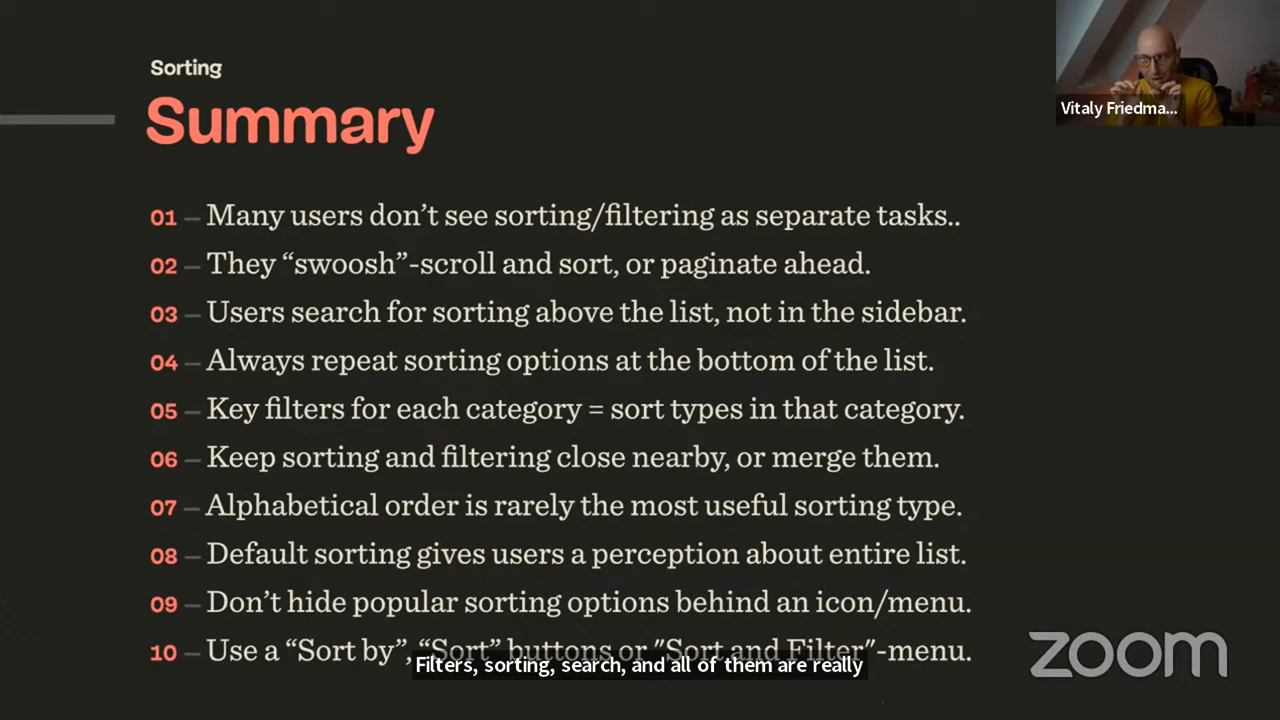 Sorting
Summary
Vitaly Friedma...
01 — Many users don’t see sorting/filtering as separate tasks..
02 — They “swoosh”-scroll and sort, or paginate ahead.
03 — Users search for sorting above the list, not in the sidebar.
04 — Always repeat sorting options at the bottom of the list.
05 — Key filters for each category = sort types in that category.
06 — Keep sorting and filtering close nearby, or merge them.
07 — Alphabetical order is rarely the most useful sorting type.
08 — Default sorting gives users a perception about entire list.
09 — Don’t hide popular sorting options behind an icon/menu.
10 — Use a “Sort by”, “Sort” buttons or "Sort and Filter"-menu.
Filters, sorting, search, and all of them are really
zoom